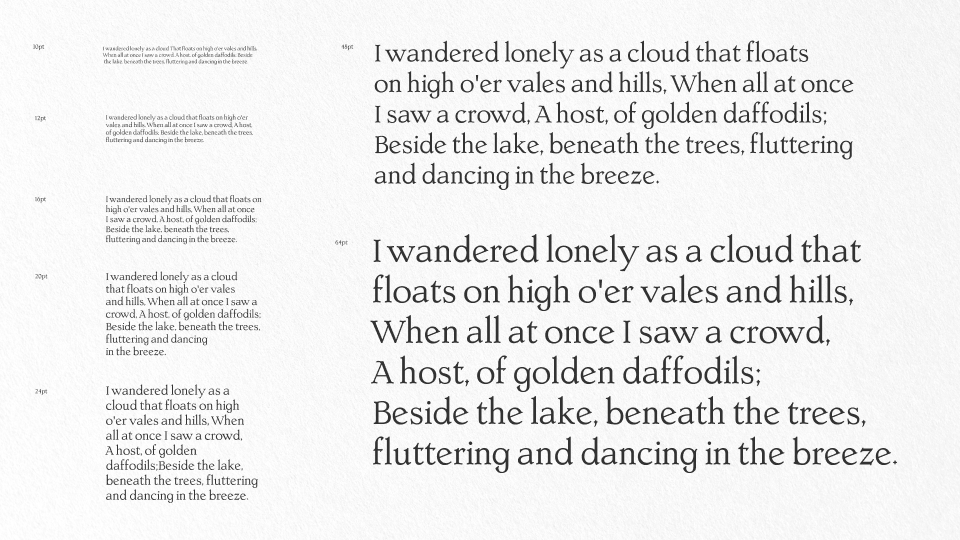 10pt
I wandered lonely as a cloud That floats on high o'er vales and hills,
When all at once I saw a crowd, A host, of golden daffodils; Beside
the lake, beneath the trees, fluttering and dancing in the breeze.
12pt
I wandered lonely as a cloud that floats on high o'er
vales and hills, When all at once I saw a crowd, A host,
of golden daffodils; Beside the lake, beneath the trees,
fluttering and dancing in the breeze.
16pt
I wandered lonely as a cloud that floats on
high o'er vales and hills, When all at once
I saw a crowd, A host, of golden daffodils;
Beside the lake, beneath the trees,
fluttering and dancing in the breeze.
20pt
I wandered lonely as a cloud
that floats on high o'er vales
and hills, When all at once I saw a
crowd, A host, of golden daffodils;
Beside the lake, beneath the trees,
fluttering and dancing
in the breeze.
24pt
I wandered lonely as a
cloud that floats on high
o'er vales and hills, When
all at once I saw a crowd,
A host, of golden
daffodils;Beside the lake,
beneath the trees, fluttering
and dancing in the breeze.
48pt
I wandered lonely as a cloud that floats
on high o'er vales and hills, When all at once
I saw a crowd, A host, of golden daffodils;
Beside the lake, beneath the trees, fluttering
and dancing in the breeze.
64pt
I wandered lonely as a cloud that
floats on high o'er vales and hills,
When all at once I saw a crowd,
A host, of golden daffodils;
Beside the lake, beneath the trees,
fluttering and dancing in the breeze.